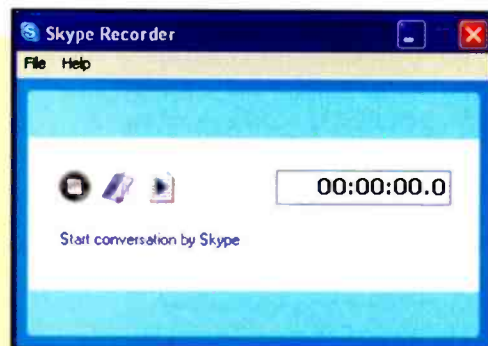 Skype Recorder
File Help
00:00:00.0
Start conversation by Skype